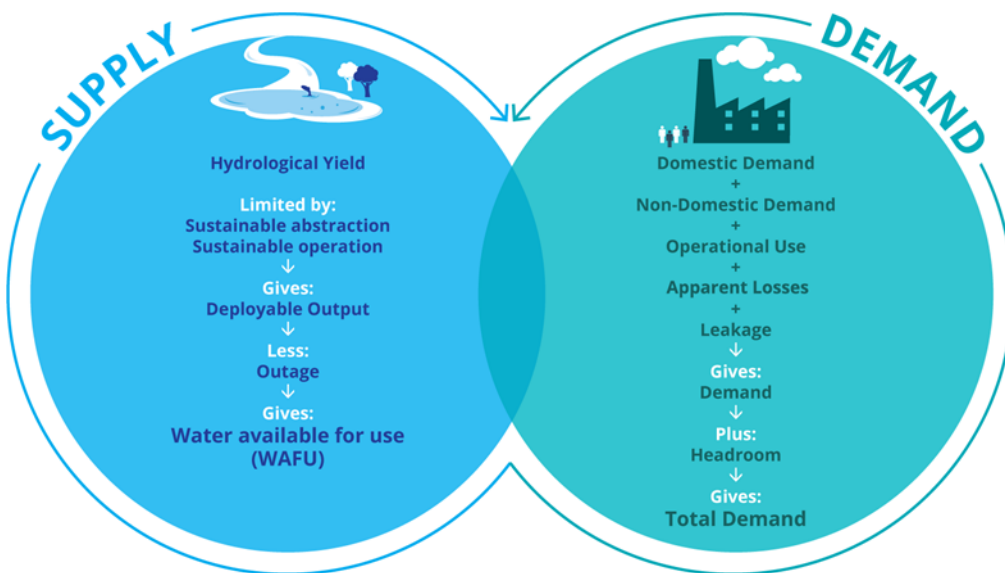 SUPPLY
Hydrological Yield
Limited by:
Sustainable abstraction
Sustainable operation
↓
Gives:
Deployable Output
↓
Less:
Outage
↓
Gives:
Water available for use
(WAFU)
DEMAND
Domestic Demand
+
Non-Domestic Demand
+
Operational Use
+
Apparent Losses
+
Leakage
↓
Gives:
Demand
↓
Plus:
Headroom
↓
Gives:
Total Demand